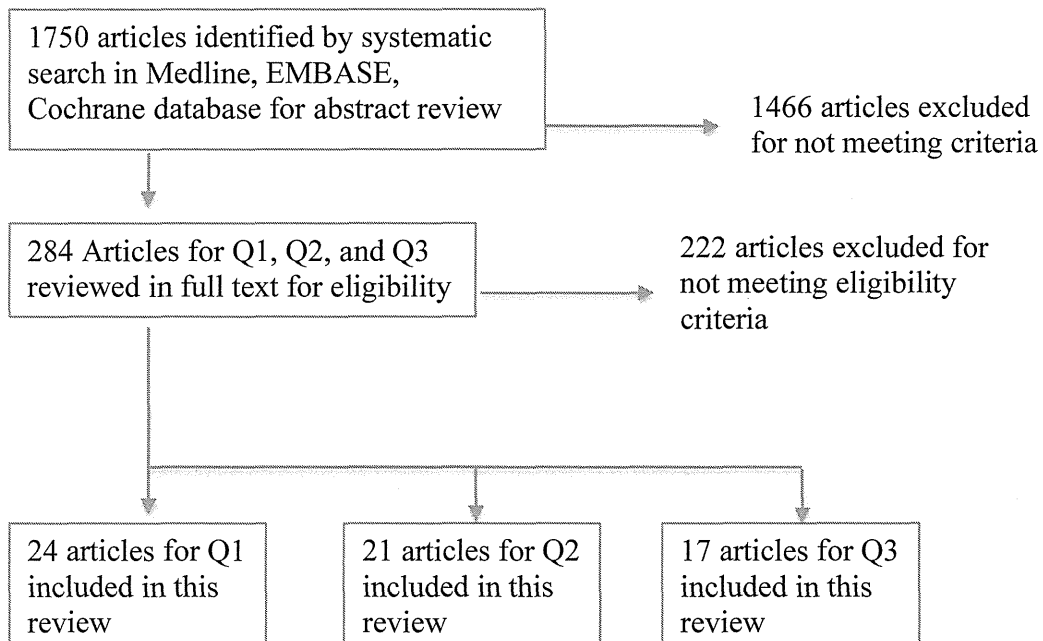 1750 articles identified by systematic
search in Medline, EMBASE,
Cochrane database for abstract review
1466 articles excluded
for not meeting criteria
284 Articles for Q1, Q2, and Q3
reviewed in full text for eligibility
222 articles excluded for
not meeting eligibility
criteria
24 articles for Q1
included in this
review
21 articles for Q2
included in this
review
17 articles for Q3
included in this
review